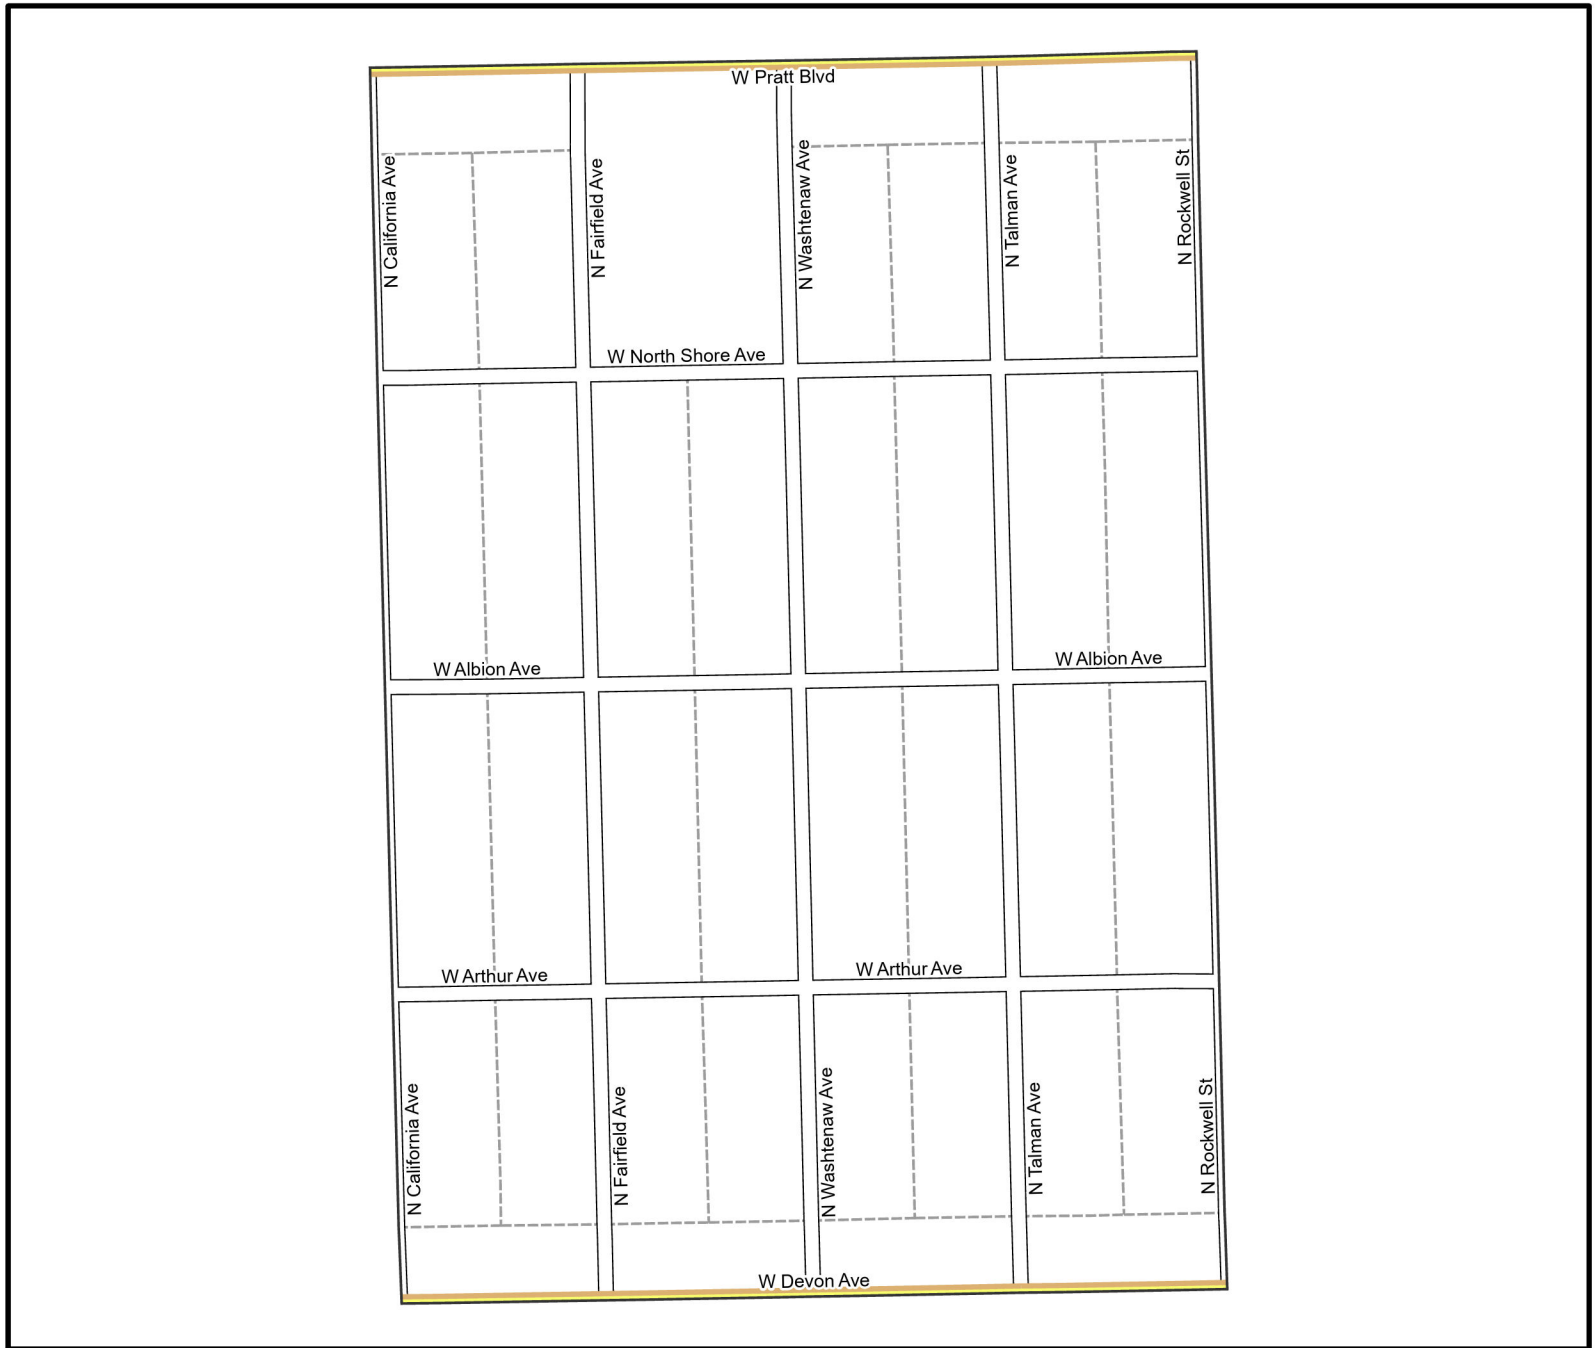 W Pratt Blvd
N California Ave
N Fairfield Ave
N Washtenaw Ave
N Talman Ave
N Rockwell St
W North Shore Ave
W Albion Ave
W Albion Ave
W Arthur Ave
W Arthur Ave
N California Ave
N Fairfield Ave
N Washtenaw Ave
N Talman Ave
N Rockwell St
W Devon Ave